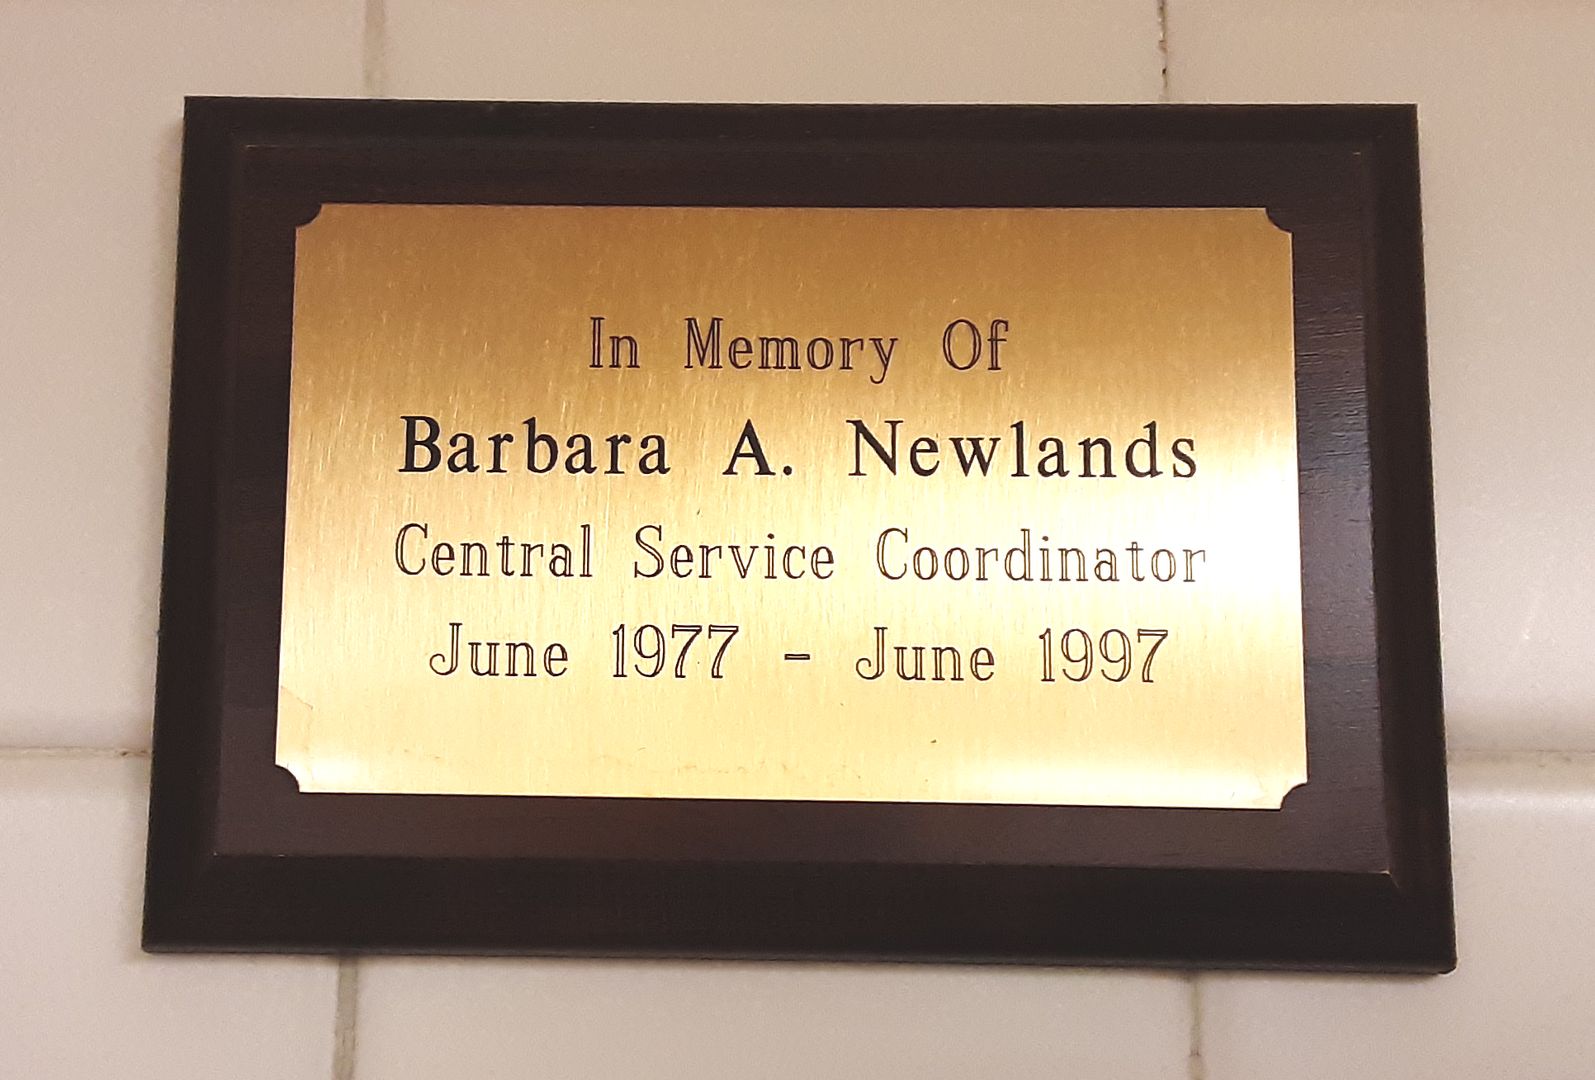 In Memory Of
Barbara A. Newlands
Central Service Coordinator
June 1977 - June 1997